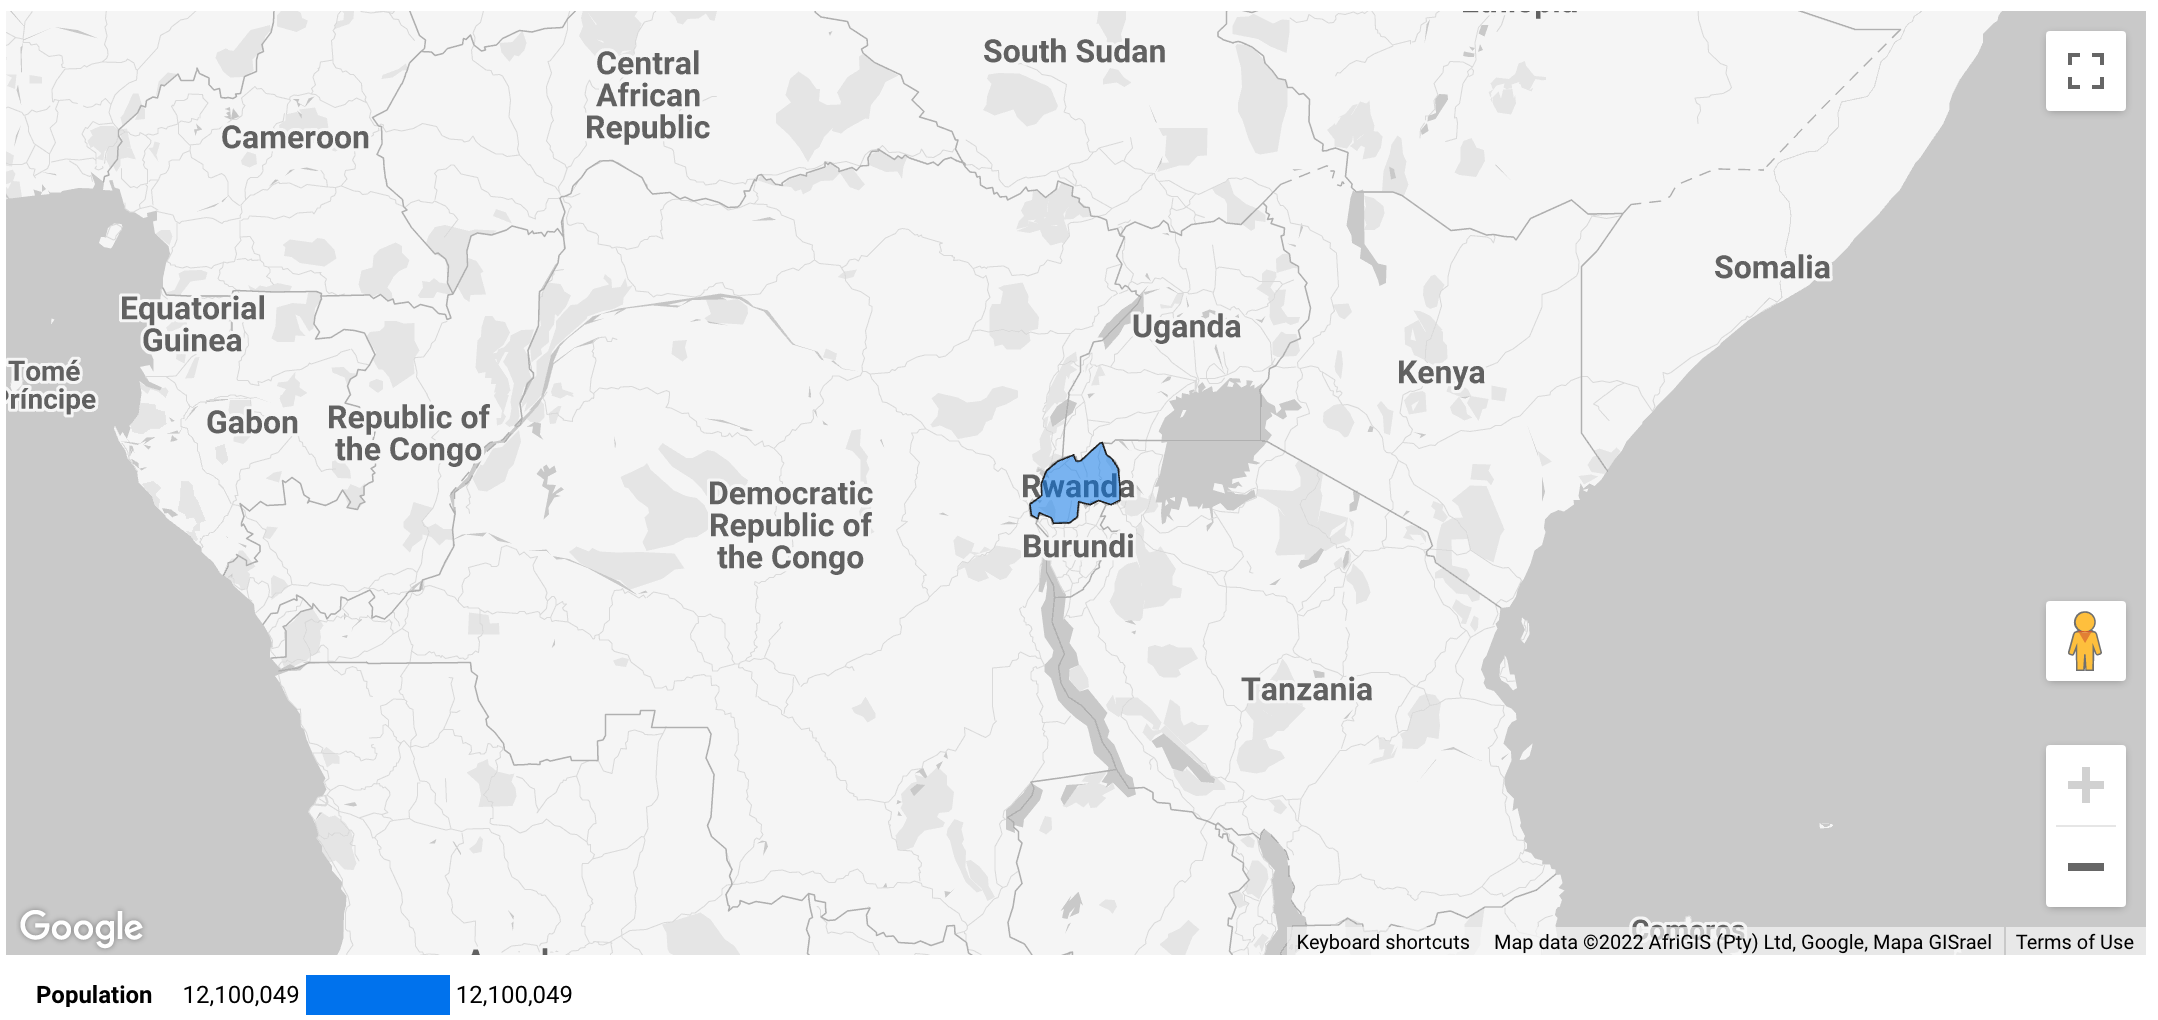 South Sudan
Central
African
Republic
Cameroon
Somalia
Equatorial
Guinea
Uganda
Tomé
Príncipe
Kenya
Gabon
Republic of
the Congo
Democratic
Republic of
the Congo
Rwanda
Burundi
Tanzania
Comoros
Google
Keyboard shortcuts
Map data ©2022 AfriGIS (Pty) Ltd, Google, Mapa GISrael
Terms of Use
Population 12,100,049 12,100,049